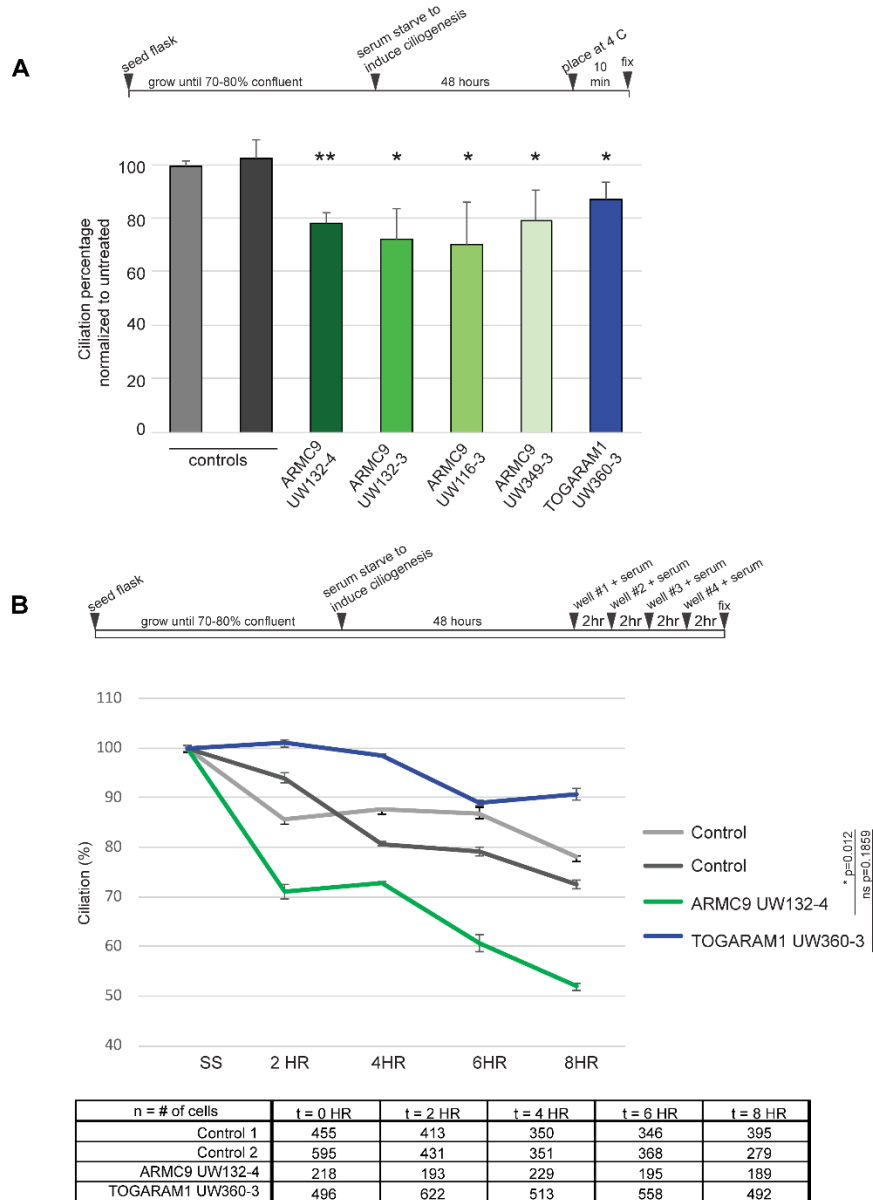 A
seed flask
grow until 70-80% confluent
serum starve to
induce ciliogenesis
48 hours
place at 4 C
10
min
fix
Ciliation percentage
normalized to untreated
100
80
60
40
20
0
** * * * *
controls
ARMC9
UW132-4
ARMC9
UW132-3
ARMC9
UW116-3
ARMC9
UW349-3
TOGARAM1
UW360-3
B
seed flask
grow until 70-80% confluent
serum starve to
induce ciliogenesis
48 hours
well #1 + serum
well #2 + serum
well #3 + serum
well #4 + serum
fix
2hr 2hr 2hr 2hr
Ciliation (%)
110
100
90
80
70
60
50
40
SS 2 HR 4HR 6HR 8HR
Control
Control
ARMC9 UW132-4
TOGARAM1 UW360-3
* p=0.012
ns p=0.1859
n = # of cells t = 0 HR t = 2 HR t = 4 HR t = 6 HR t = 8 HR
Control 1 455 413 350 346 395
Control 2 595 431 351 368 279
ARMC9 UW132-4 218 193 229 195 189
TOGARAM1 UW360-3 496 622 513 558 492